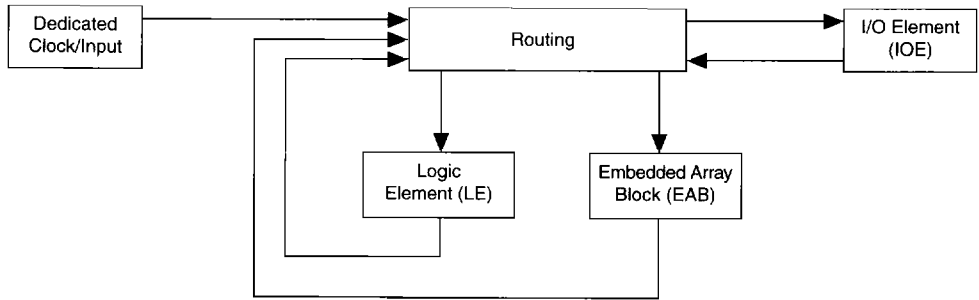 Dedicated
Clock/Input
Routing
I/O Element
(IOE)
Logic
Element (LE)
Embedded Array
Block (EAB)